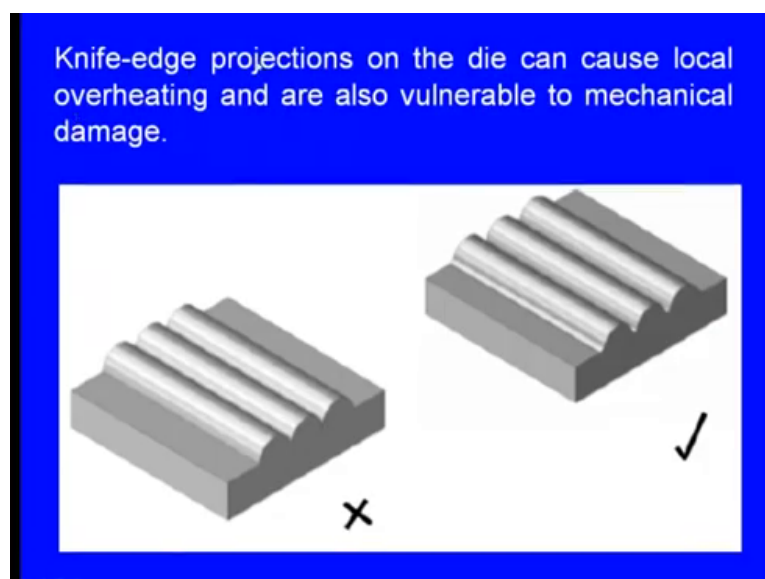 Knife-edge projections on the die can cause local
overheating and are also vulnerable to mechanical
damage.